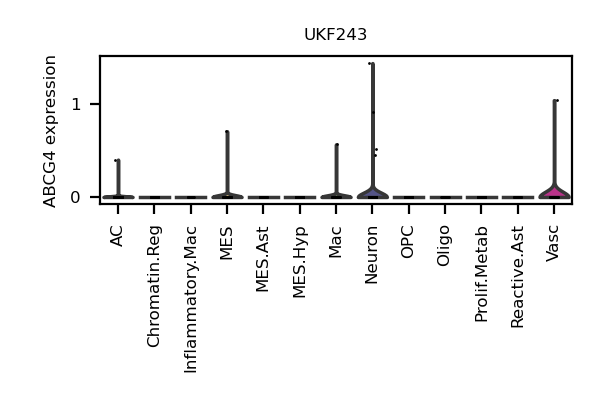 UKF243
ABCG4 expression
1
0
AC
Chromatin.Reg
Inflammatory.Mac
MES
MES.Ast
MES.Hyp
Mac
Neuron
OPC
Oligo
Prolif.Metab
Reactive.Ast
Vasc